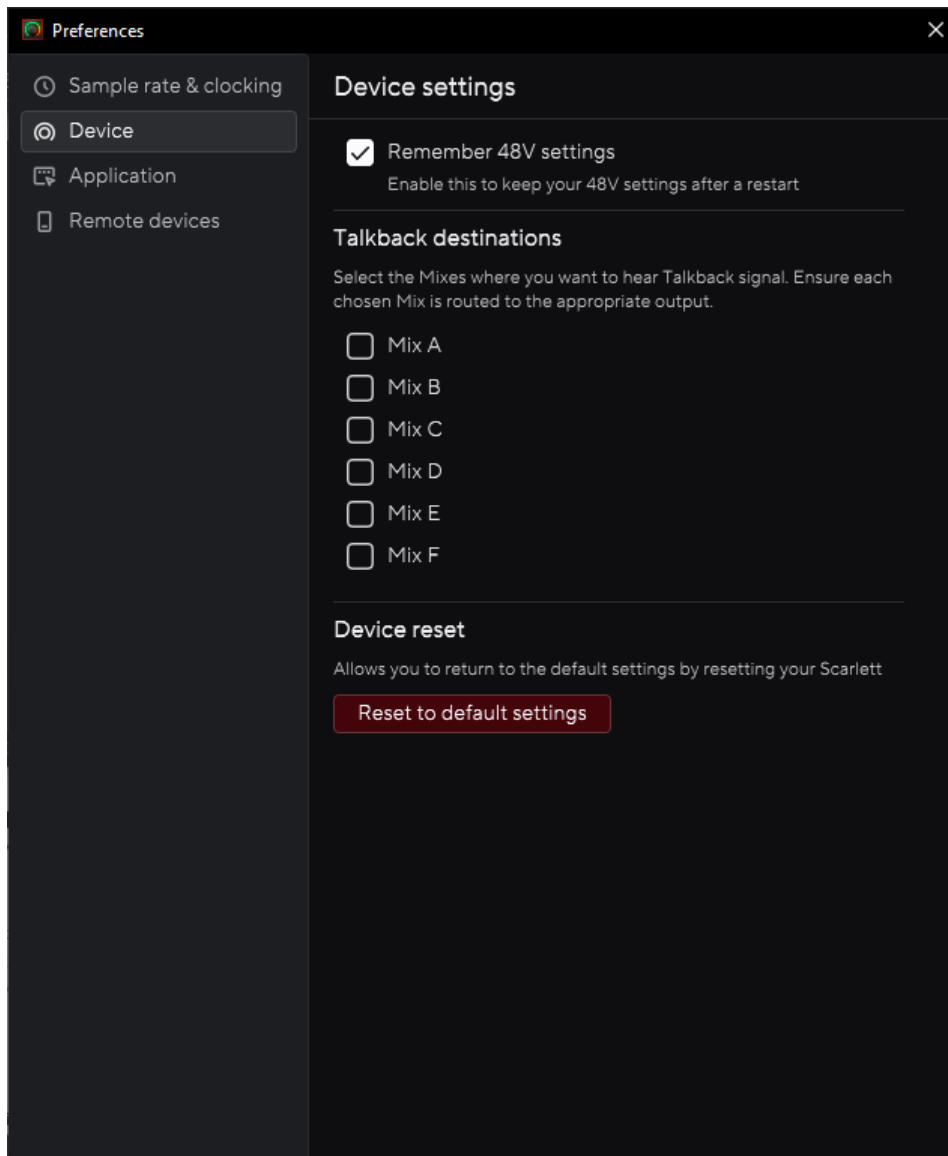 Preferences
Sample rate & clocking
Device
Application
Remote devices
Device settings
Remember 48V settings
Enable this to keep your 48V settings after a restart
Talkback destinations
Select the Mixes where you want to hear Talkback signal. Ensure each
chosen Mix is routed to the appropriate output.
Mix A
Mix B
Mix C
Mix D
Mix E
Mix F
Device reset
Allows you to return to the default settings by resetting your Scarlett
Reset to default settings